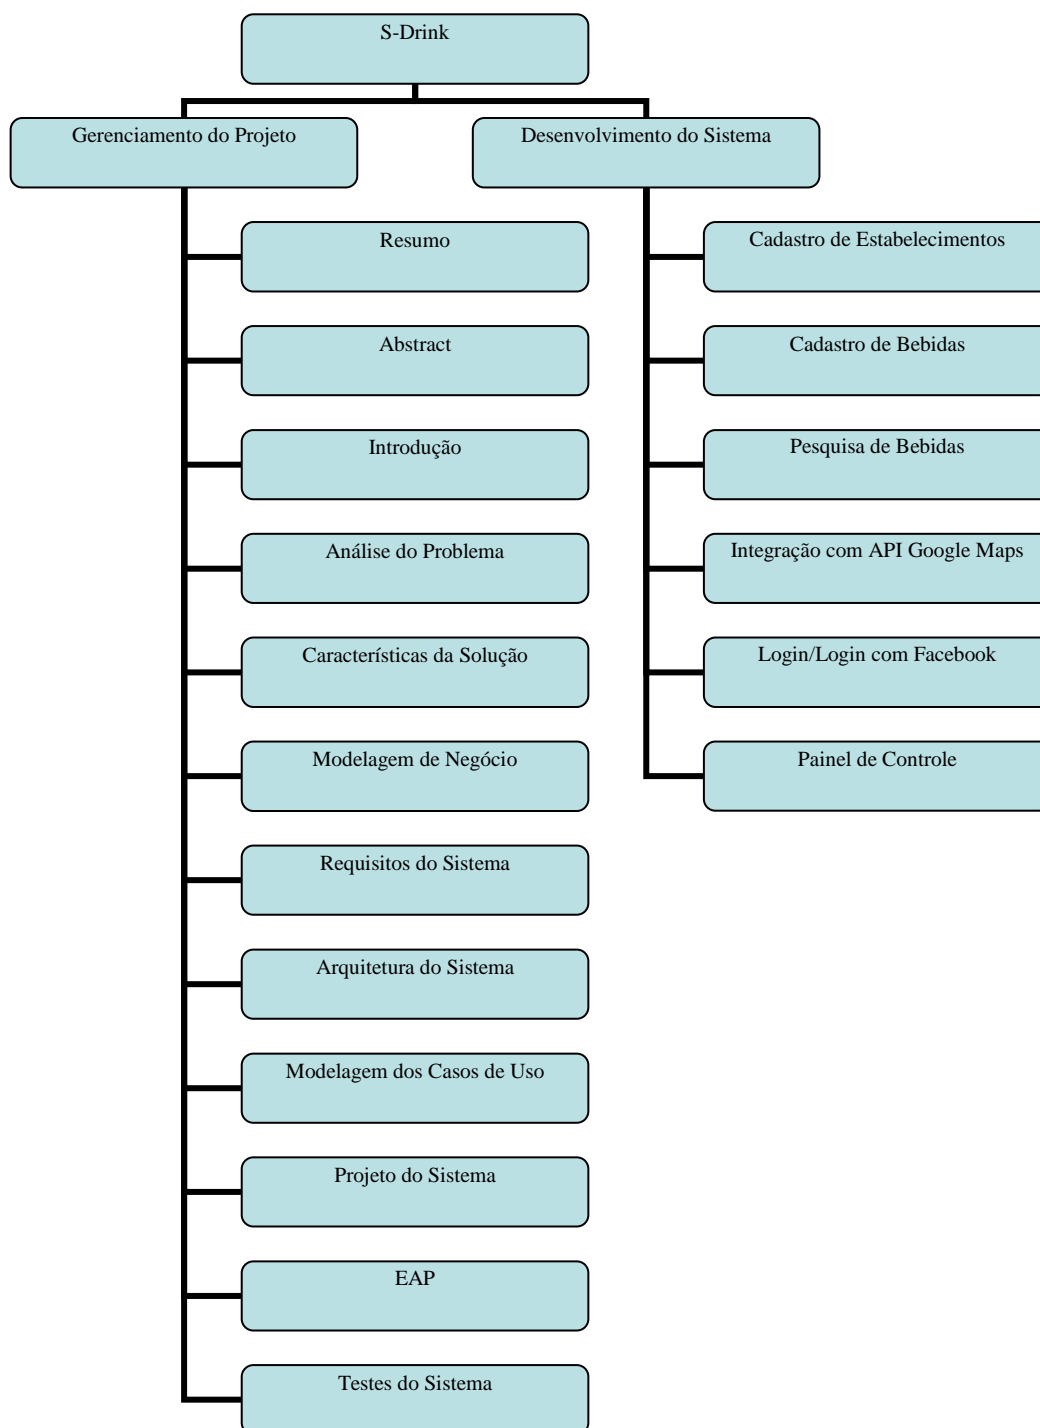 S-Drink
Gerenciamento do Projeto
Desenvolvimento do Sistema
Resumo
Abstract
Introdução
Análise do Problema
Características da Solução
Modelagem de Negócio
Requisitos do Sistema
Arquitetura do Sistema
Modelagem dos Casos de Uso
Projeto do Sistema
EAP
Testes do Sistema
Cadastro de Estabelecimentos
Cadastro de Bebidas
Pesquisa de Bebidas
Integração com API Google Maps
Login/Login com Facebook
Painel de Controle